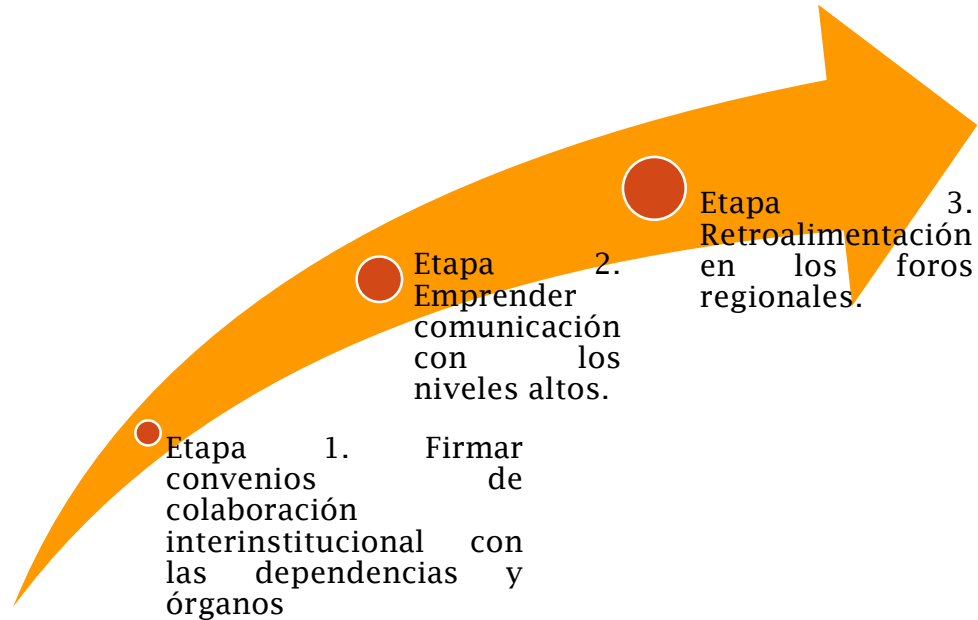 Etapa 1. Firmar
convenios de
colaboración
interinstitucional con
las dependencias y
órganos
Etapa 2.
Emprender
comunicación
con los
niveles altos.
Etapa 3.
Retroalimentación
en los foros
regionales.